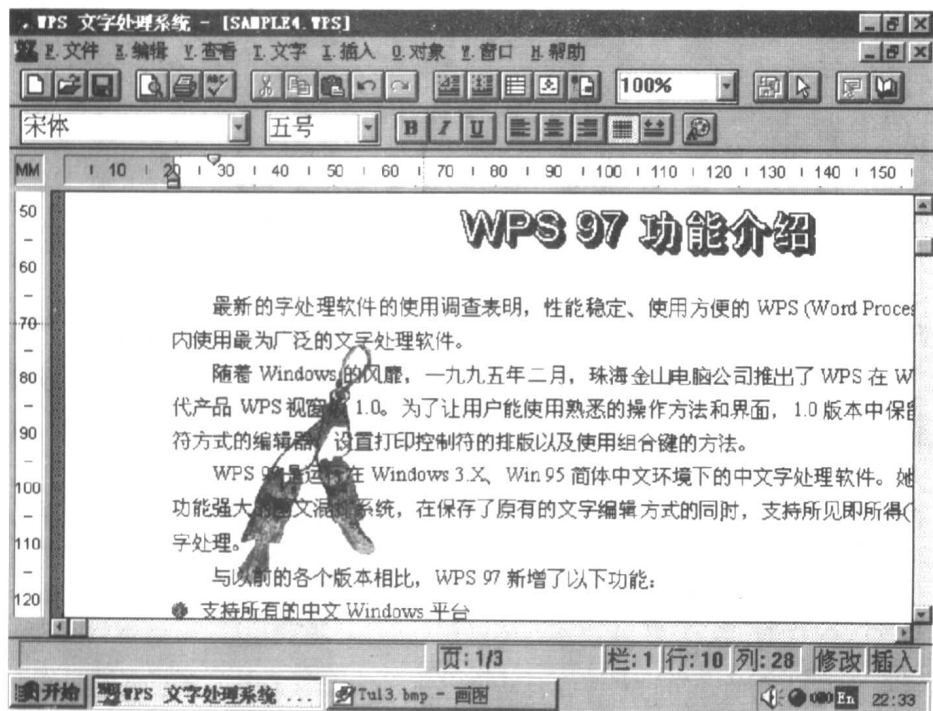 WPS 文字处理系统 - [SAMPLE4.WPS]
F.文件 E.编辑 V.查看 T.文字 I.插入 O.对象 W.窗口 H.帮助
100%
宋体 五号 B I U
MM 10 20 30 40 50 60 70 80 90 100 110 120 130 140 150
50
60
70
80
90
100
110
120
WPS 97 功能介绍
最新的字处理软件的使用调查表明，性能稳定、使用方便的 WPS (Word Proces
内使用最为广泛的文字处理软件。
随着 Windows 的风靡，一九九五年二月，珠海金山电脑公司推出了 WPS 在 W
代产品 WPS 视窗 1.0。为了让用户能使用熟悉的操作方法和界面，1.0 版本中保留
符方式的编辑器 设置打印控制符的排版以及使用组合键的方法。
WPS 是运行在 Windows 3.X、Win 95 简体中文环境下的中文字处理软件。她
功能强大 文混 系统，在保存了原有的文字编辑方式的同时，支持所见即所得(
字处理。
与以前的各个版本相比，WPS 97 新增了以下功能：
支持所有的中文 Windows 平台
页:1/3 栏:1 行:10 列:28 修改 插入
开始 WPS 文字处理系统 ... Tu13.bmp - 画图 En 22:33